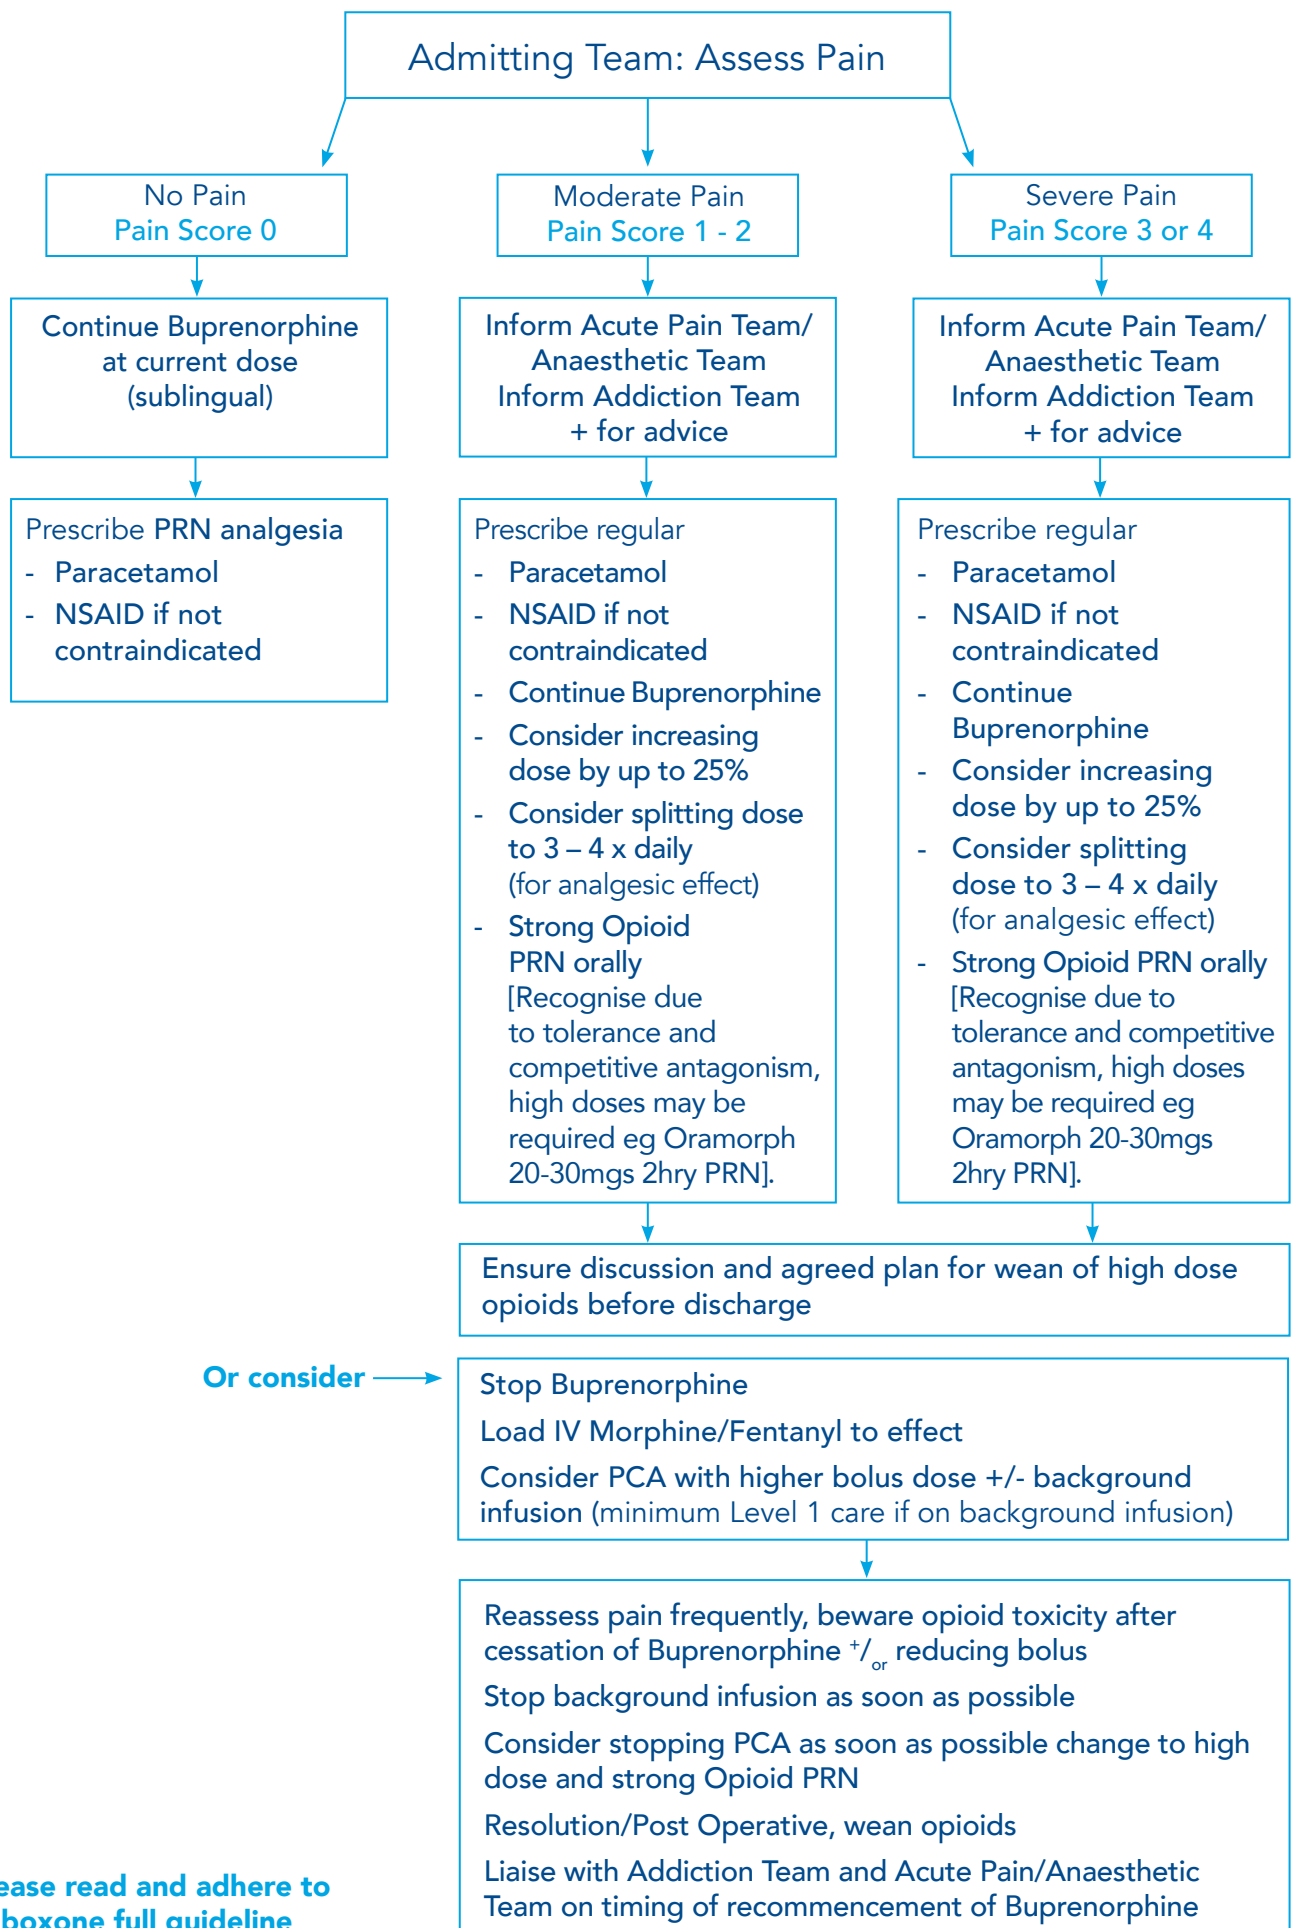 Admitting Team: Assess Pain
No Pain
Pain Score 0
Moderate Pain
Pain Score 1 - 2
Severe Pain
Pain Score 3 or 4
Continue Buprenorphine
at current dose
(sublingual)
Inform Acute Pain Team/
Anaesthetic Team
Inform Addiction Team
+ for advice
Inform Acute Pain Team/
Anaesthetic Team
Inform Addiction Team
+ for advice
Prescribe PRN analgesia
- Paracetamol
- NSAID if not
contraindicated
Prescribe regular
- Paracetamol
- NSAID if not
contraindicated
- Continue Buprenorphine
- Consider increasing
dose by up to 25%
- Consider splitting dose
to 3 – 4 x daily
(for analgesic effect)
- Strong Opioid
PRN orally
[Recognise due
to tolerance and
competitive antagonism,
high doses may be
required eg Oramorph
20-30mgs 2hry PRN].
Prescribe regular
- Paracetamol
- NSAID if not
contraindicated
- Continue
Buprenorphine
- Consider increasing
dose by up to 25%
- Consider splitting
dose to 3 – 4 x daily
(for analgesic effect)
- Strong Opioid PRN orally
[Recognise due to
tolerance and competitive
antagonism, high doses
may be required eg
Oramorph 20-30mgs
2hry PRN].
Ensure discussion and agreed plan for wean of high dose
opioids before discharge
Or consider
Stop Buprenorphine
Load IV Morphine/Fentanyl to effect
Consider PCA with higher bolus dose +/- background
infusion (minimum Level 1 care if on background infusion)
Reassess pain frequently, beware opioid toxicity after
cessation of Buprenorphine +/or reducing bolus
Stop background infusion as soon as possible
Consider stopping PCA as soon as possible change to high
dose and strong Opioid PRN
Resolution/Post Operative, wean opioids
Liaise with Addiction Team and Acute Pain/Anaesthetic
Team on timing of recommencement of Buprenorphine
ease read and adhere to
boxone full guideline